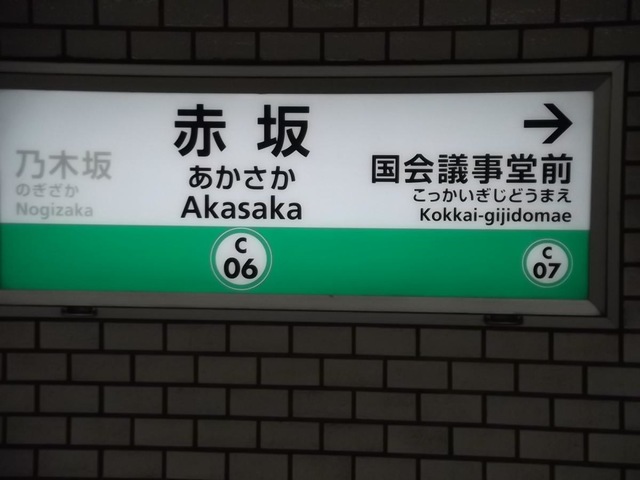 乃木坂
のぎざか
Nogizaka
赤坂
あかさか
Akasaka
C
06
→
国会議事堂前
こっかいぎじどうまえ
Kokkai-gijidomae
C
07